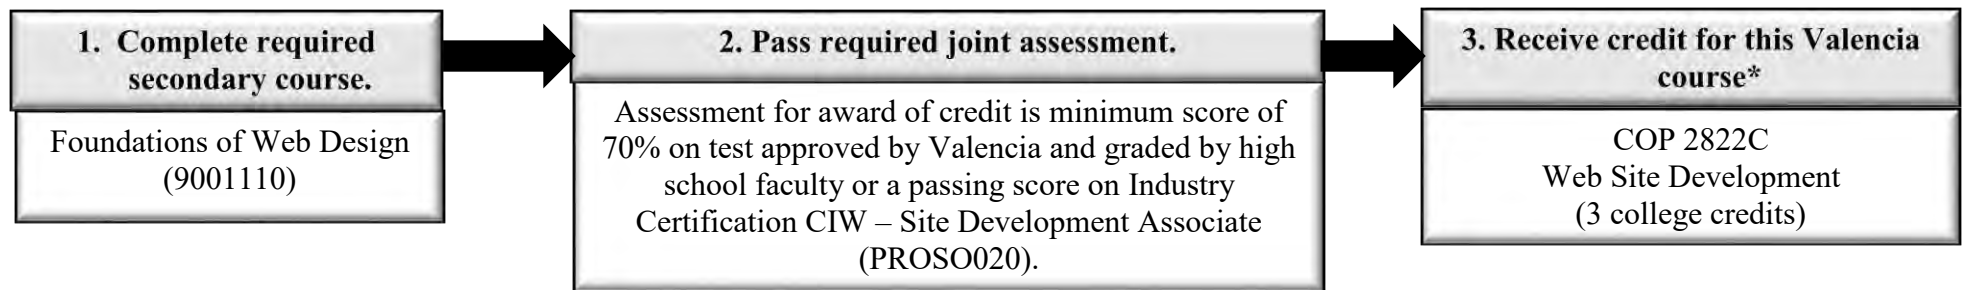 1. Complete required
secondary course.
Foundations of Web Design
(9001110)
2. Pass required joint assessment.
Assessment for award of credit is minimum score of
70% on test approved by Valencia and graded by high
school faculty or a passing score on Industry
Certification CIW – Site Development Associate
(PROSO020).
3. Receive credit for this Valencia
course*
COP 2822C
Web Site Development
(3 college credits)